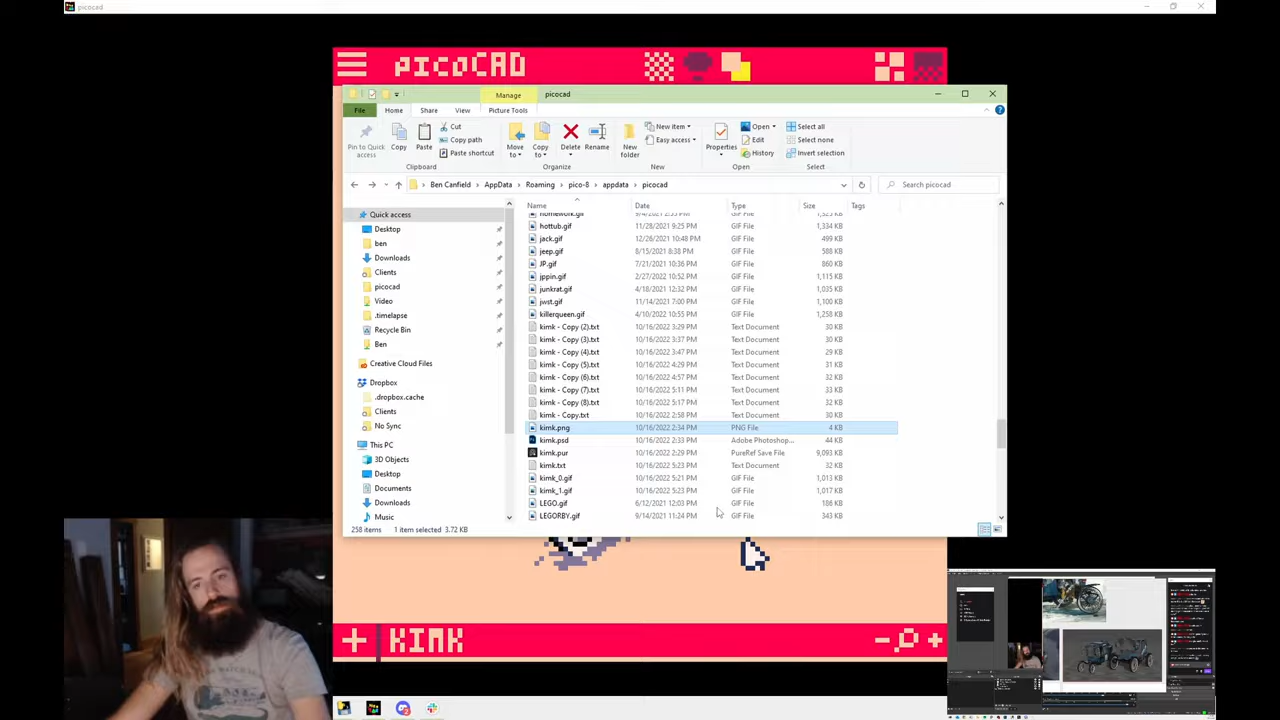 picocad
picoCAD
Manage
picocad
File
Home
Share
View
Picture Tools
Pin to Quick access
Copy
Paste
Cut
Copy path
Paste shortcut
Move to
Copy to
Delete
Rename
New folder
New item
Easy access
Properties
Open
Edit
History
Select all
Select none
Invert selection
Clipboard
Organize
New
Open
Select
Ben Canfield
AppData
Roaming
pico-8
appdata
picocad
Search picocad
Quick access
Desktop
ben
Downloads
Clients
picocad
Video
.timelapse
Recycle Bin
Ben
Creative Cloud Files
Dropbox
.dropbox.cache
Clients
No Sync
This PC
3D Objects
Desktop
Documents
Downloads
Music
Name Date Type Size Tags
hottub.gif 11/28/2021 9:25 PM GIF File 1,334 KB
jack.gif 12/26/2021 10:48 PM GIF File 499 KB
jeep.gif 8/15/2021 8:38 PM GIF File 588 KB
JP.gif 7/21/2021 10:36 PM GIF File 860 KB
jppin.gif 2/27/2022 10:52 PM GIF File 1,115 KB
junkrat.gif 4/18/2021 12:32 PM GIF File 1,035 KB
jwst.gif 11/14/2021 7:00 PM GIF File 1,100 KB
killerqueen.gif 4/10/2022 10:55 PM GIF File 1,258 KB
kimk - Copy (2).txt 10/16/2022 3:29 PM Text Document 30 KB
kimk - Copy (3).txt 10/16/2022 3:37 PM Text Document 30 KB
kimk - Copy (4).txt 10/16/2022 3:47 PM Text Document 29 KB
kimk - Copy (5).txt 10/16/2022 4:29 PM Text Document 31 KB
kimk - Copy (6).txt 10/16/2022 4:57 PM Text Document 32 KB
kimk - Copy (7).txt 10/16/2022 5:11 PM Text Document 33 KB
kimk - Copy (8).txt 10/16/2022 5:17 PM Text Document 32 KB
kimk - Copy.txt 10/16/2022 2:58 PM Text Document 30 KB
kimk.png 10/16/2022 2:34 PM PNG File 4 KB
kimk.psd 10/16/2022 2:33 PM Adobe Photoshop... 44 KB
kimk.pur 10/16/2022 2:29 PM PureRef Save File 9,093 KB
kimk.txt 10/16/2022 5:23 PM Text Document 32 KB
kimk_0.gif 10/16/2022 5:21 PM GIF File 1,013 KB
kimk_1.gif 10/16/2022 5:23 PM GIF File 1,017 KB
LEGO.gif 6/12/2021 12:03 PM GIF File 186 KB
LEGORBY.gif 9/14/2021 11:24 PM GIF File 343 KB
258 items 1 item selected 3.72 KB
KIMK